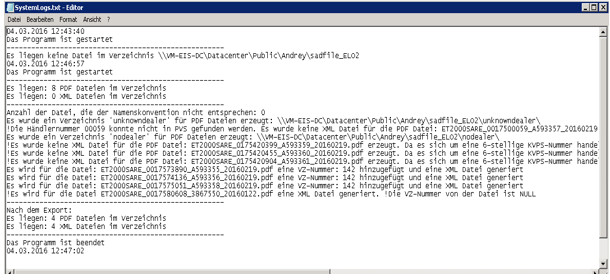 SystemLogs.txt - Editor
Datei Bearbeiten Format Ansicht ?
04.03.2016 12:43:40
Das Programm ist gestartet
--------------------------------------------------
Es liegen keine Datei im Verzeichnis \\VM-EIS-DC\Datacenter\Public\Andrey\sadfile_ELO2
04.03.2016 12:46:57
Das Programm ist gestartet
--------------------------------------------------
Es liegen: 8 PDF Dateien im Verzeichnis
Es liegen: 0 XML Dateien im Verzeichnis
--------------------------------------------------
Anzahl der Datei, die der Namenskonvention nicht entsprechen: 0
Es wurde ein Verzeichnis 'unknowndealer' für PDF Dateien erzeugt: \\VM-EIS-DC\Datacenter\Public\Andrey\sadfile_ELO2\unknowndealer\
!Die Händlernummer 00059 konnte nicht in PVS gefunden werden. Es wurde keine XML Datei für die PDF Datei: ET2000SARE_0017500059_A593357_20160219
Es wurde ein Verzeichnis 'nodealer' für PDF Dateien erzeugt: \\VM-EIS-DC\Datacenter\Public\Andrey\sadfile_ELO2\nodealer\
!Es wurde keine XML Datei für die PDF Datei: ET2000SARE_0175420399_A593359_20160219.pdf erzeugt. Da es sich um eine 6-stellige KVPS-Nummer hande
!Es wurde keine XML Datei für die PDF Datei: ET2000SARE_0175420455_A593360_20160219.pdf erzeugt. Da es sich um eine 6-stellige KVPS-Nummer hande
!Es wurde keine XML Datei für die PDF Datei: ET2000SARE_0175420904_A593361_20160219.pdf erzeugt. Da es sich um eine 6-stellige KVPS-Nummer hande
Es wird für die Datei: ET2000SARE_0017573890_A593355_20160219.pdf eine VZ-Nummer: 142 hinzugefügt und eine XML Datei generiert
Es wird für die Datei: ET2000SARE_0017574136_A593356_20160219.pdf eine VZ-Nummer: 142 hinzugefügt und eine XML Datei generiert
Es wird für die Datei: ET2000SARE_0017575051_A593358_20160219.pdf eine VZ-Nummer: 142 hinzugefügt und eine XML Datei generiert
!Es wird für die Datei: ET2000SARE_0017580608_3867550_20160122.pdf eine XML Datei generiert. !Die VZ-Nummer von der Datei ist NULL
--------------------------------------------------
Nach dem Export:
Es liegen: 4 PDF Dateien im Verzeichnis
Es liegen: 4 XML Dateien im Verzeichnis
--------------------------------------------------
Das Programm ist beendet
04.03.2016 12:47:02